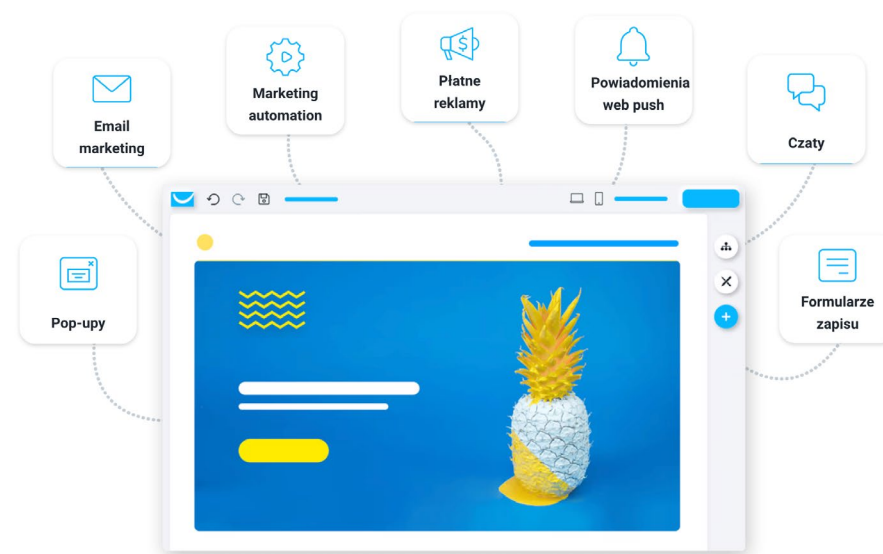 Email
marketing
Marketing
automation
Płatne
reklamy
Powiadomienia
web push
Czaty
Pop-upy
Formularze
zapisu